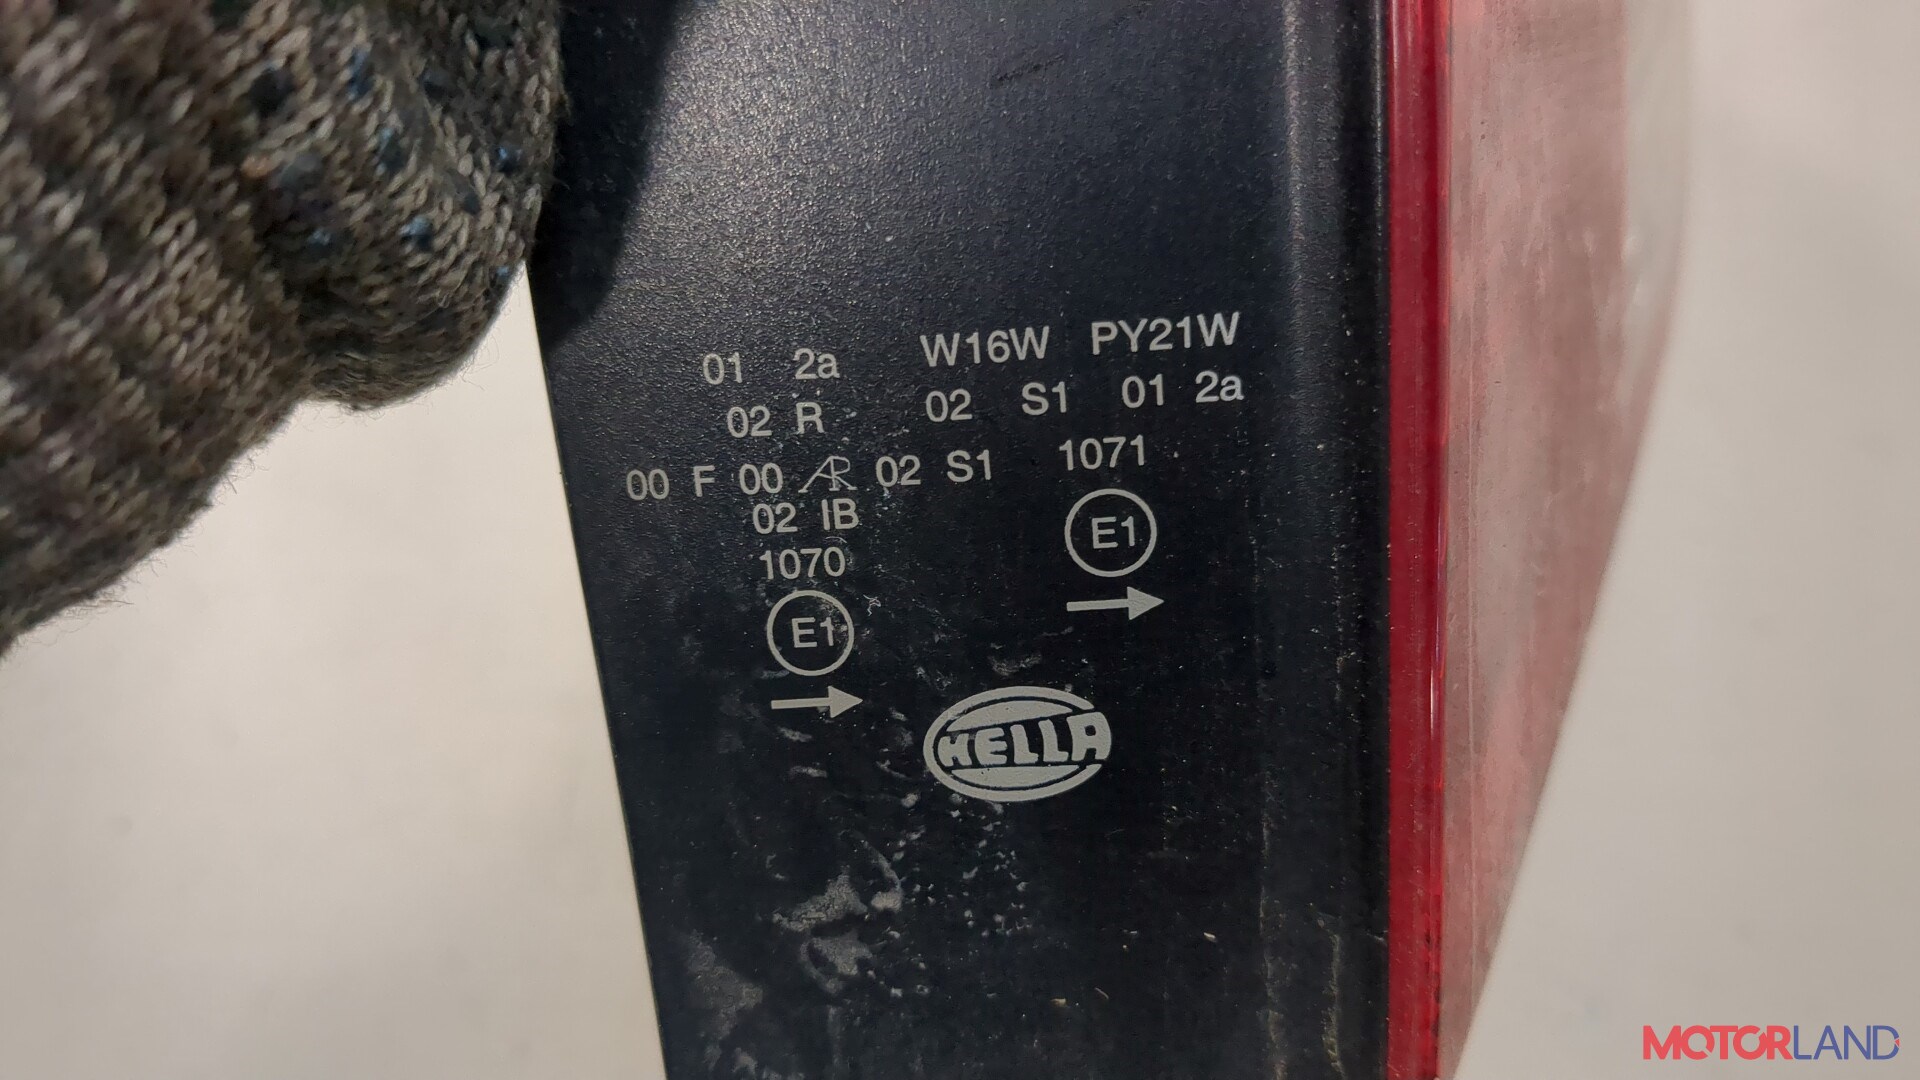 01 2a W16W PY21W
02 R 02 S1 01 2a
00 F 00 AR 02 S1 1071
02 IB E1
1070
E1
HELLA
MOTORLAND